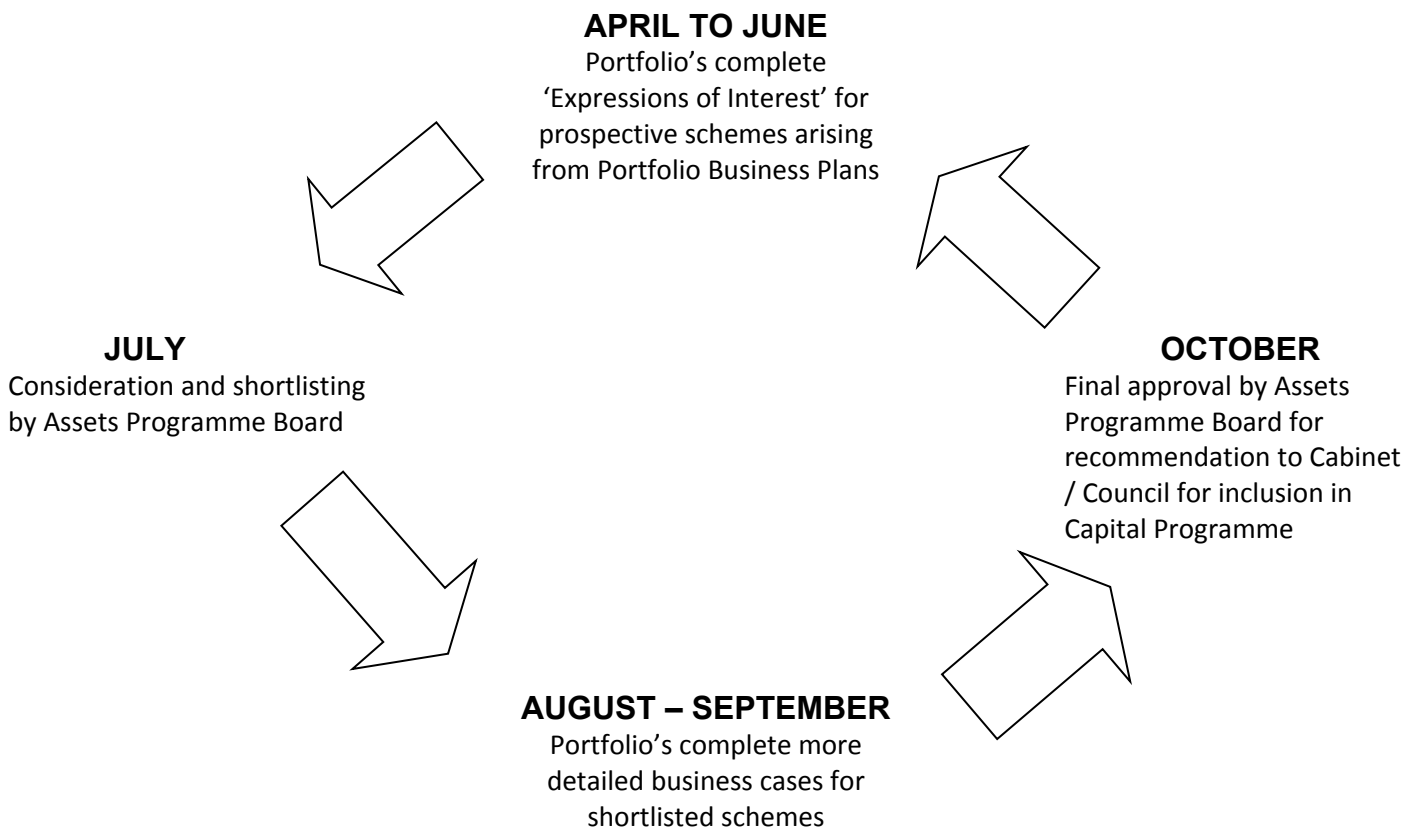 APRIL TO JUNE
Portfolio’s complete
‘Expressions of Interest’ for
prospective schemes arising
from Portfolio Business Plans
JULY
Consideration and shortlisting
by Assets Programme Board
OCTOBER
Final approval by Assets
Programme Board for
recommendation to Cabinet
/ Council for inclusion in
Capital Programme
AUGUST – SEPTEMBER
Portfolio’s complete more
detailed business cases for
shortlisted schemes